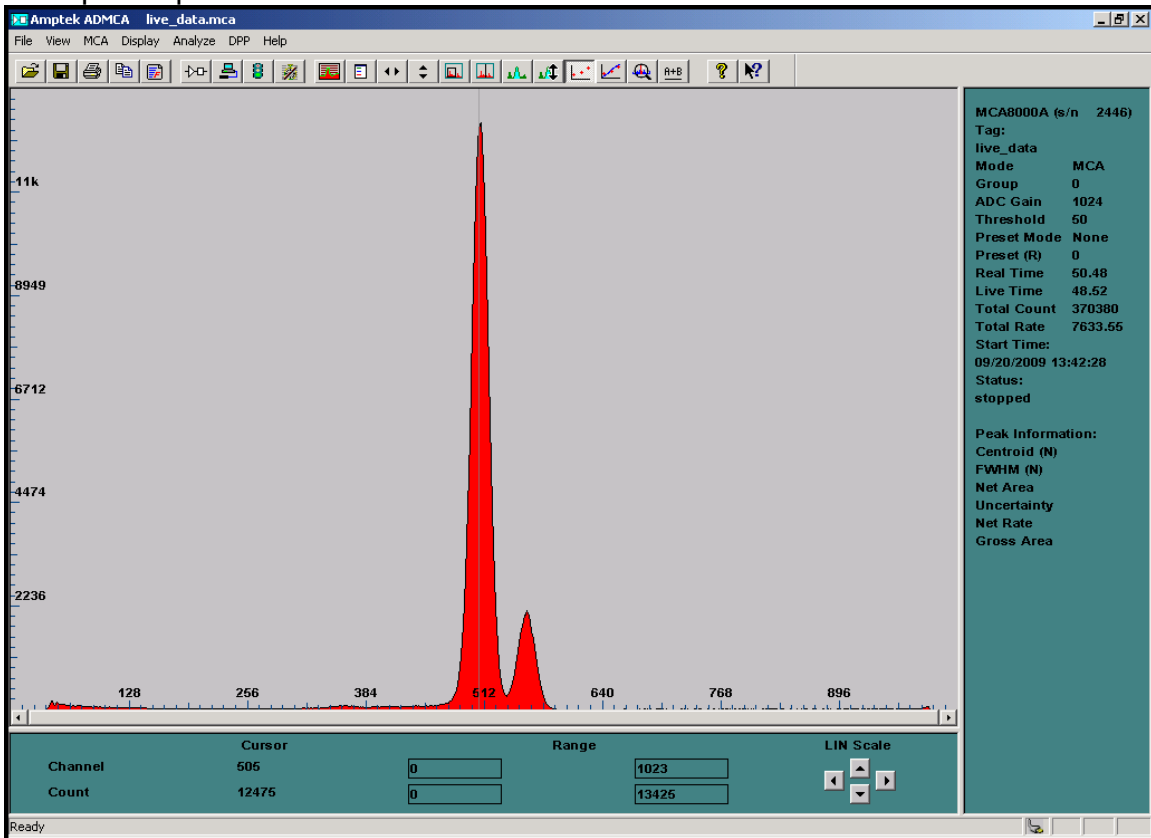 Amptek ADMCA live_data.mca
File View MCA Display Analyze DPP Help
A+B
11k
8949
6712
4474
2236
128 256 384 512 640 768 896
MCA8000A (s/n 2446)
Tag:
live_data
Mode MCA
Group 0
ADC Gain 1024
Threshold 50
Preset Mode None
Preset (R) 0
Real Time 50.48
Live Time 48.52
Total Count 370380
Total Rate 7633.55
Start Time:
09/20/2009 13:42:28
Status:
stopped
Peak Information:
Centroid (N)
FWHM (N)
Net Area
Uncertainty
Net Rate
Gross Area
Cursor Range LIN Scale
Channel 505 0 1023
Count 12475 0 13425
Ready